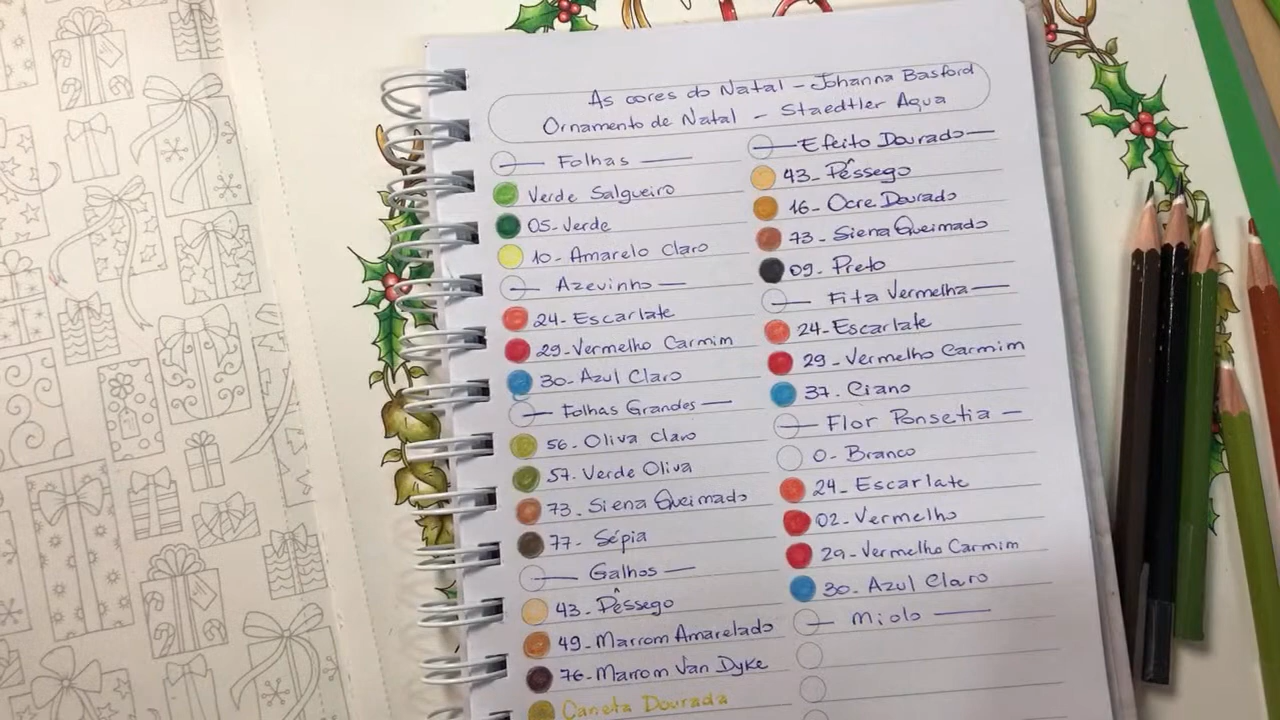 As cores do Natal - Johanna Basford
Ornamento de Natal - Staedtler Aqua
Folhas
Verde Salgueiro
05-Verde
10-Amarelo Claro
Azevinho
24-Escarlate
29-Vermelho Carmim
30-Azul Claro
Folhas Grandes
56-Oliva Claro
57-Verde Oliva
73-Siena Queimado
77-Sépia
Galhos
43-Pêssego
49-Marrom Amarelado
76-Marrom Van Dyke
Caneta Dourada
Efeito Dourado
43-Pêssego
16-Ocre Dourado
73-Siena Queimado
09-Preto
Fita Vermelha
24-Escarlate
29-Vermelho Carmim
37-Ciano
Flor Ponsetia
0-Branco
24-Escarlate
02-Vermelho
29-Vermelho Carmim
30-Azul Claro
Miolo